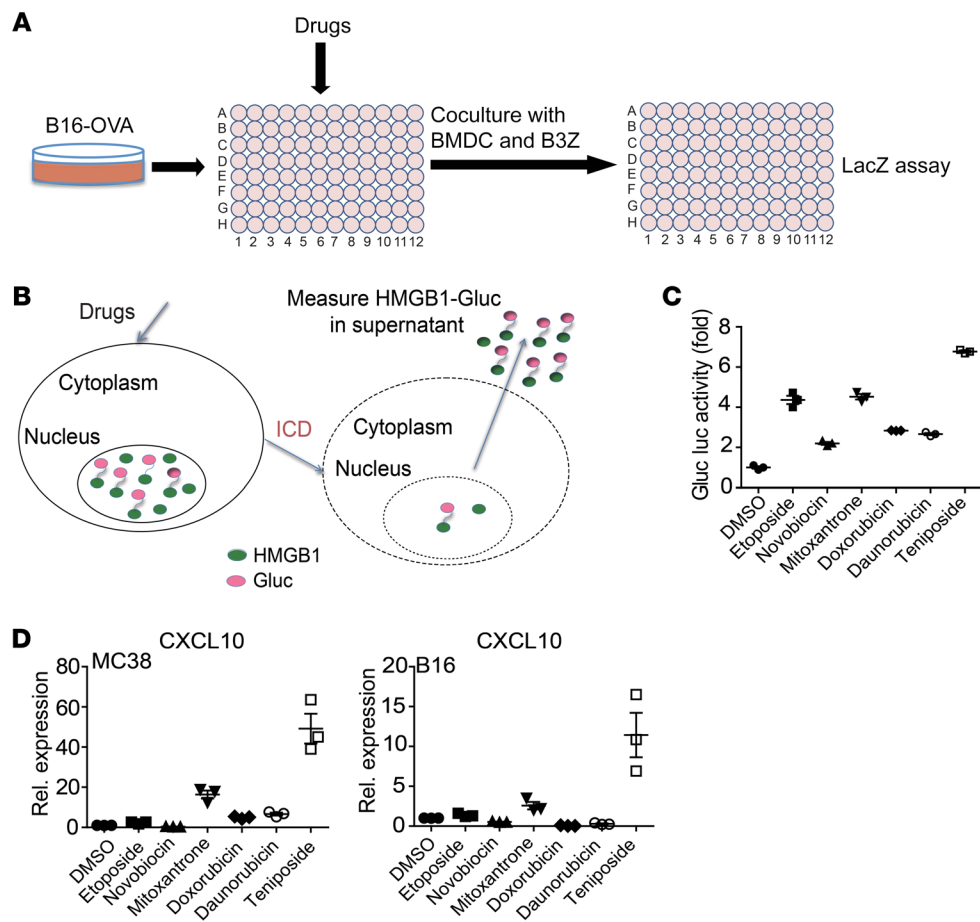 A
Drugs
B16-OVA
A
B
C
D
E
F
G
H
1 2 3 4 5 6 7 8 9 10 11 12
Coculture with
BMDC and B3Z
A
B
C
D
E
F
G
H
1 2 3 4 5 6 7 8 9 10 11 12
LacZ assay
B
Drugs
Cytoplasm
Nucleus
ICD
Measure HMGB1-Gluc
in supernatant
Cytoplasm
Nucleus
HMGB1
Gluc
C
Gluc luc activity (fold)
8
6
4
2
0
DMSO
Etoposide
Novobiocin
Mitoxantrone
Doxorubicin
Daunorubicin
Teniposide
D
CXCL10
MC38
Rel. expression
80
60
40
20
0
DMSO
Etoposide
Novobiocin
Mitoxantrone
Doxorubicin
Daunorubicin
Teniposide
CXCL10
B16
Rel. expression
20
15
10
5
0
DMSO
Etoposide
Novobiocin
Mitoxantrone
Doxorubicin
Daunorubicin
Teniposide